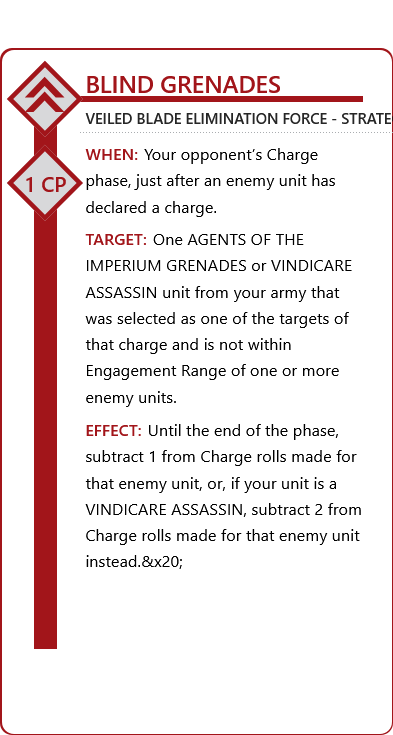 BLIND GRENADES
VEILED BLADE ELIMINATION FORCE - STRATE
1 CP
WHEN: Your opponent’s Charge
phase, just after an enemy unit has
declared a charge.
TARGET: One AGENTS OF THE
IMPERIUM GRENADES or VINDICARE
ASSASSIN unit from your army that
was selected as one of the targets of
that charge and is not within
Engagement Range of one or more
enemy units.
EFFECT: Until the end of the phase,
subtract 1 from Charge rolls made for
that enemy unit, or, if your unit is a
VINDICARE ASSASSIN, subtract 2 from
Charge rolls made for that enemy unit
instead.&#x20;